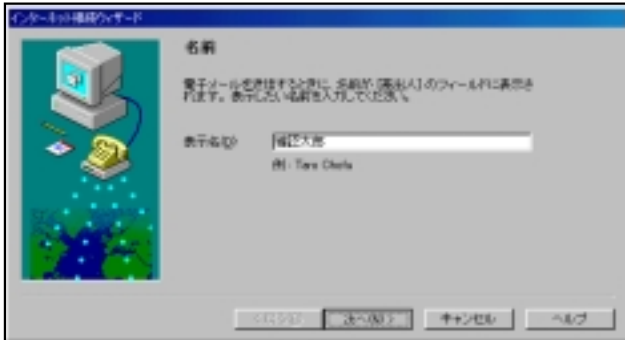 インターネット接続ウィザード
名前
電子メールを送信するときに、名前が [差出人] のフィールドに表示さ
れます。表示したい名前を入力してください。
表示名(D)
確認太郎
例 : Taro Chofu
次へ(N) >
キャンセル
ヘルプ